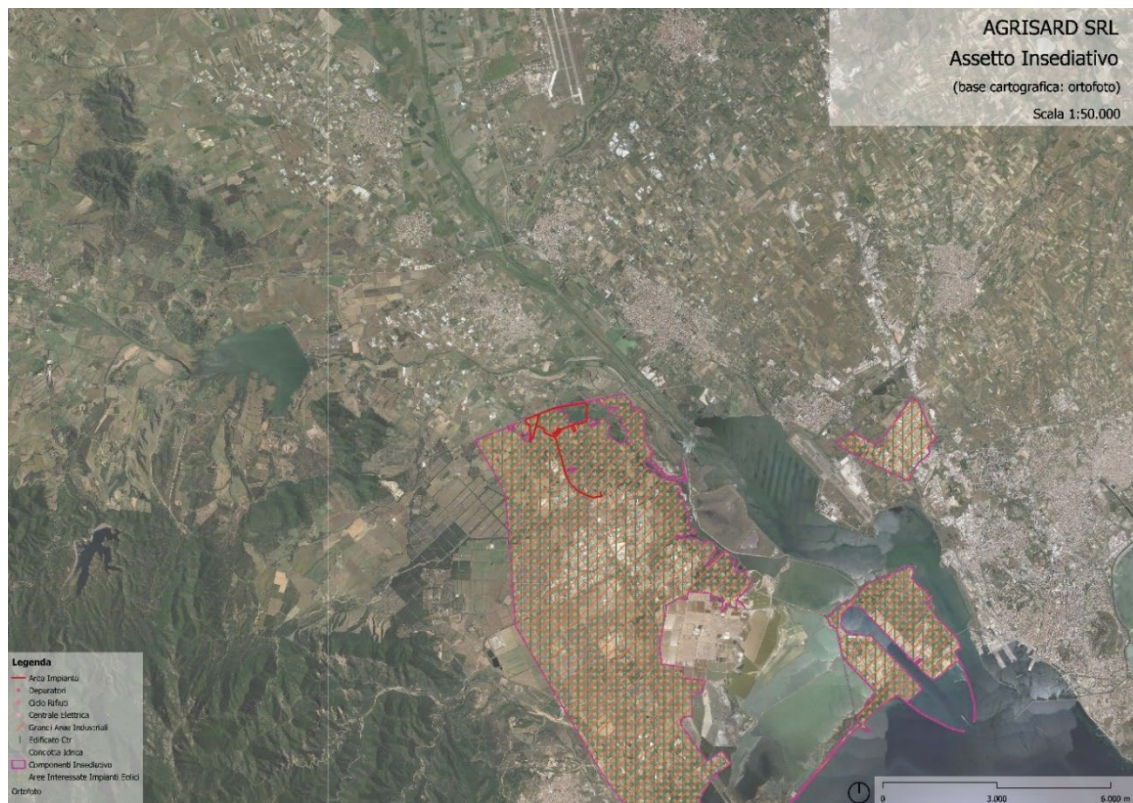 AGRISARD SRL
Assetto Insediativo
(base cartografica: ortofoto)
Scala 1:50.000
Legenda
Area Impianto
Depuratori
Ciclo Rifiuti
Centrale Elettrica
Grandi Aree Industriali
Edificato Ctr
Condotta Idrica
Componenti Insediativo
Aree Interessate Impianti Eolici
Ortofoto
0 3.000 6.000 m